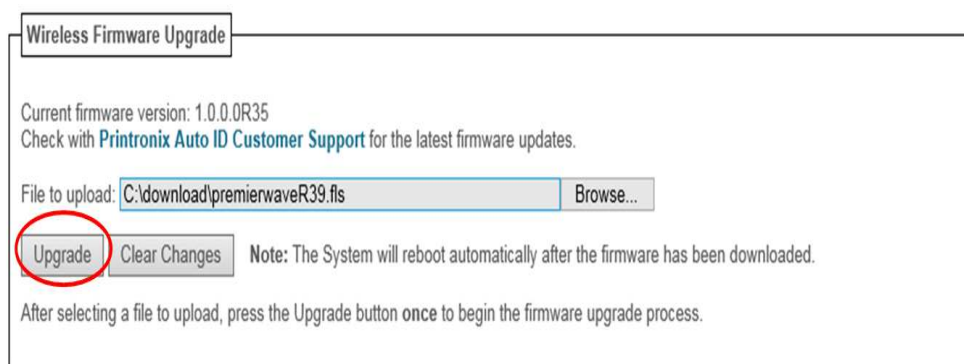 Wireless Firmware Upgrade
Current firmware version: 1.0.0.0R35
Check with Printronix Auto ID Customer Support for the latest firmware updates.
File to upload: C:\download\premierwaveR39.fls Browse...
Upgrade Clear Changes Note: The System will reboot automatically after the firmware has been downloaded.
After selecting a file to upload, press the Upgrade button once to begin the firmware upgrade process.